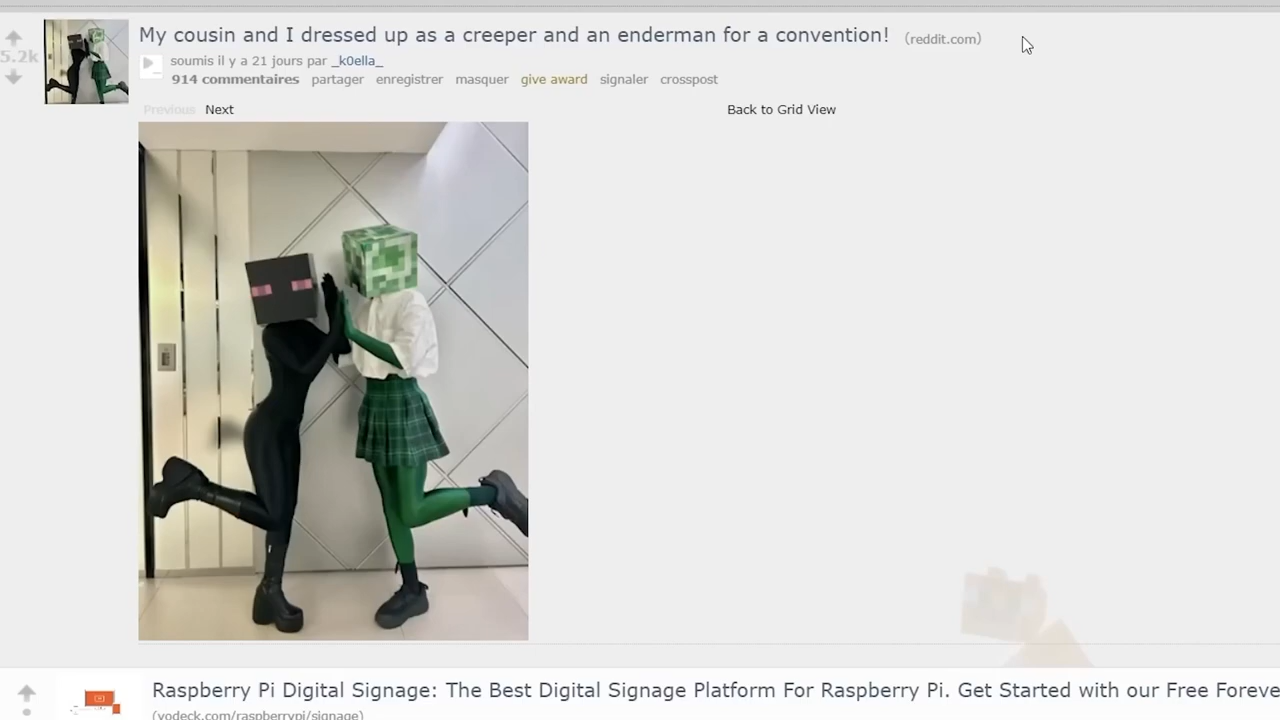 My cousin and I dressed up as a creeper and an enderman for a convention! (reddit.com)
5.2k
soumis il y a 21 jours par _k0ella_
914 commentaires partager enregistrer masquer give award signaler crosspost
Previous Next Back to Grid View
Raspberry Pi Digital Signage: The Best Digital Signage Platform For Raspberry Pi. Get Started with our Free Foreve
(yodeck.com/raspberrypi/signage)